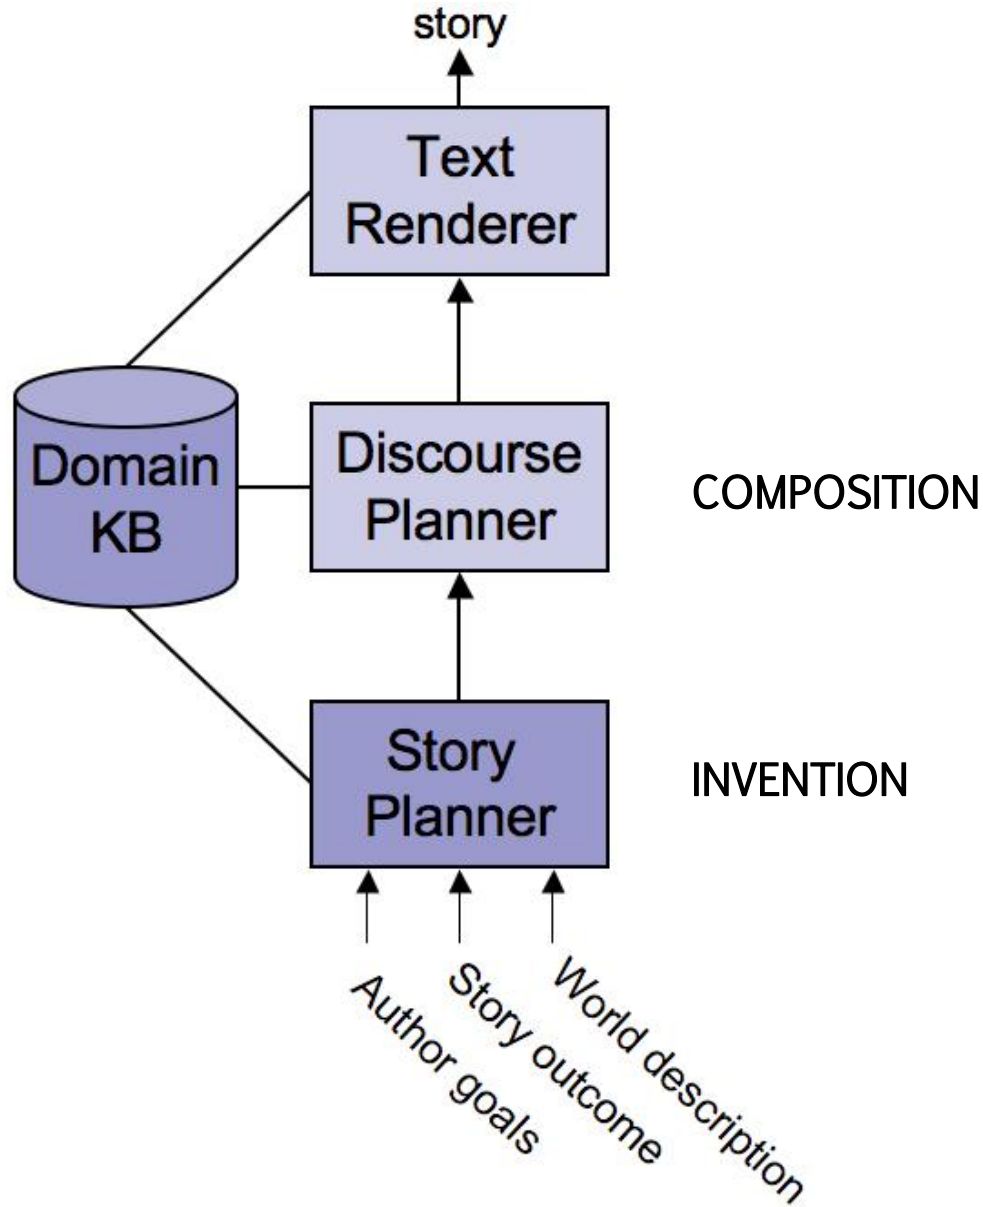 story
Text
Renderer
Domain
KB
Discourse
Planner
COMPOSITION
Story
Planner
INVENTION
Author goals
Story outcome
World description